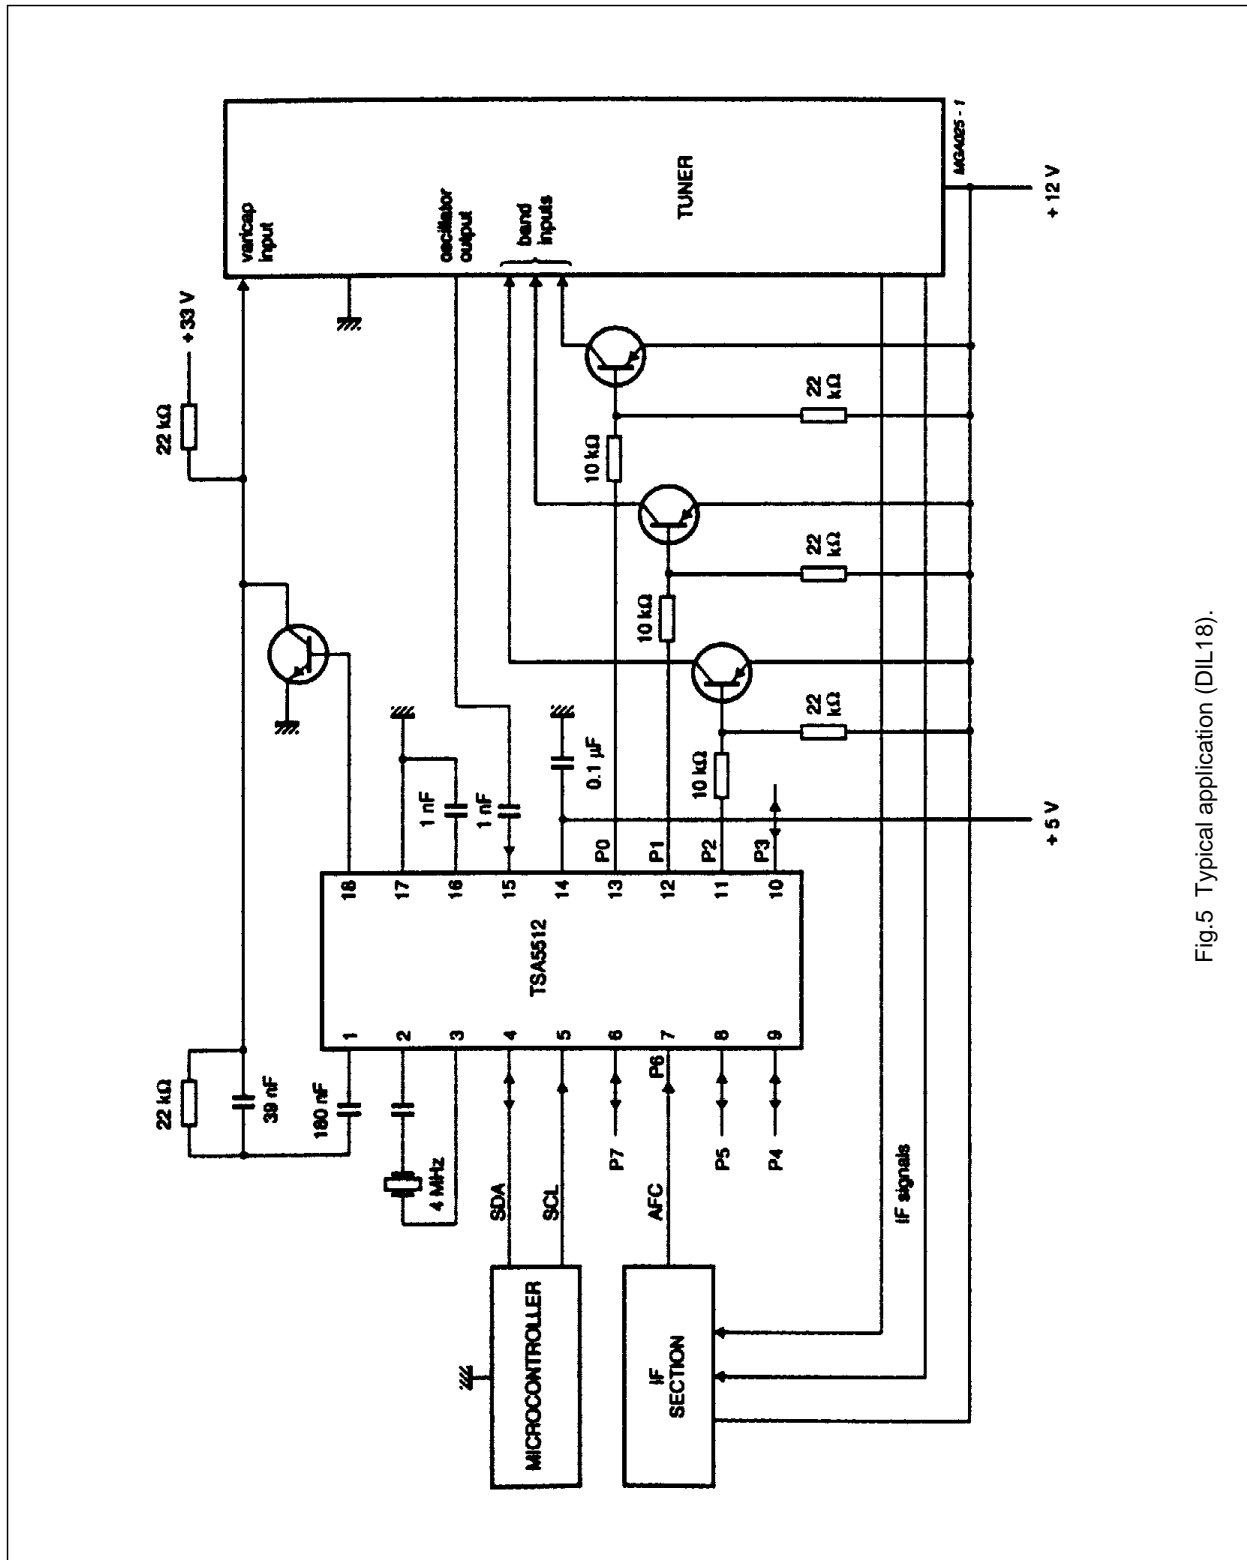 22 kΩ
+ 33 V
varicap
input
22 kΩ
39 nF
180 nF
4 MHz
1
2
3
4
5
6
7
8
9
18
17
16
15
14
13
12
11
10
TSA5512
1 nF
1 nF
0.1 µF
oscillator
output
band
inputs
TUNER
MICROCONTROLLER
SDA
SCL
P7
AFC
P6
P5
P4
IF
SECTION
IF signals
P0
P1
P2
P3
10 kΩ
10 kΩ
10 kΩ
22
kΩ
22
kΩ
22
kΩ
+ 5 V
+ 12 V
MGA025 - 1
Fig.5 Typical application (DIL18).